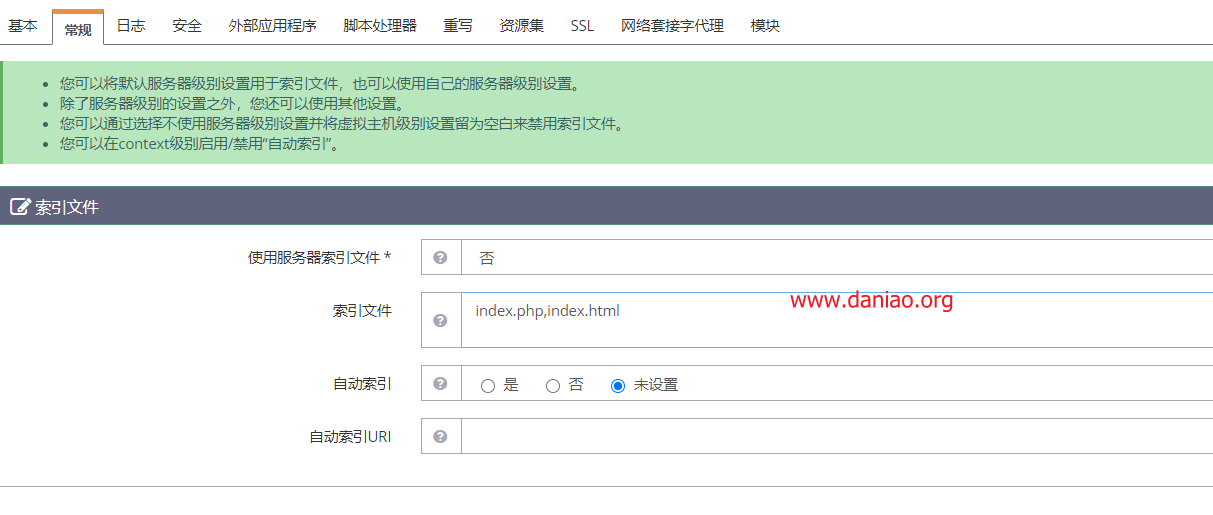 基本 常规 日志 安全 外部应用程序 脚本处理器 重写 资源集 SSL 网络套接字代理 模块
您可以将默认服务器级别设置用于索引文件，也可以使用自己的服务器级别设置。
除了服务器级别的设置之外，您还可以使用其他设置。
您可以通过选择不使用服务器级别设置并将虚拟主机级别设置留为空白来禁用索引文件。
您可以在context级别启用/禁用“自动索引”。
索引文件
使用服务器索引文件 * 否
索引文件 index.php,index.html
www.daniao.org
自动索引 是 否 未设置
自动索引URI